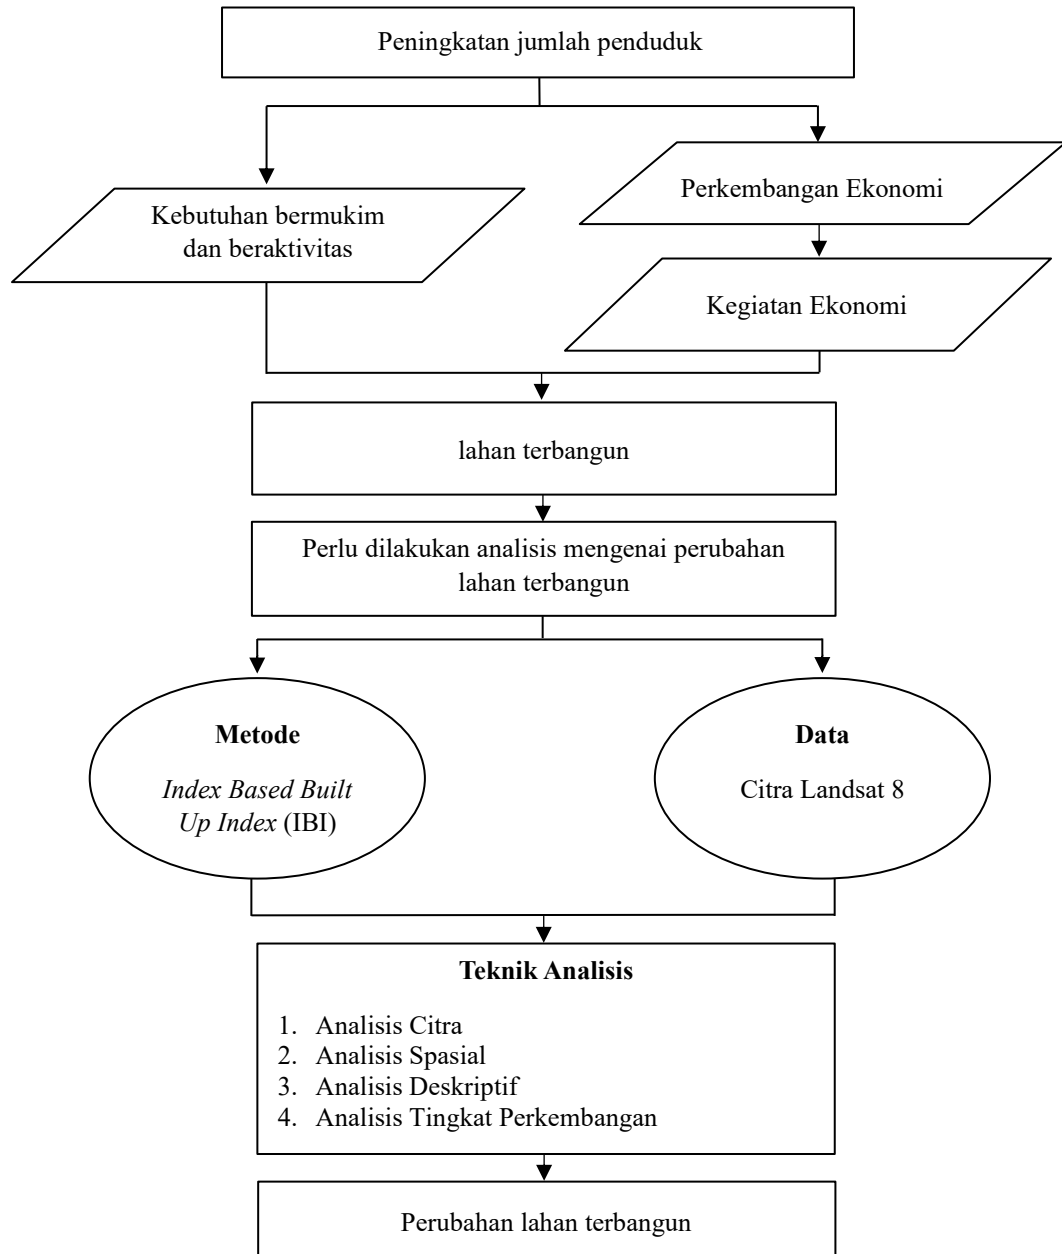 Peningkatan jumlah penduduk
Kebutuhan bermukim
dan beraktivitas
Perkembangan Ekonomi
Kegiatan Ekonomi
lahan terbangun
Perlu dilakukan analisis mengenai perubahan
lahan terbangun
Metode
Index Based Built
Up Index (IBI)
Data
Citra Landsat 8
Teknik Analisis
1. Analisis Citra
2. Analisis Spasial
3. Analisis Deskriptif
4. Analisis Tingkat Perkembangan
Perubahan lahan terbangun